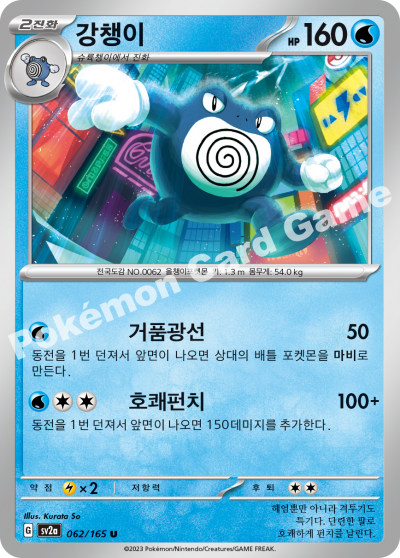 2진화
강챙이
HP 160
슈륙챙이에서 진화
전국도감 NO.0062 올챙이포켓몬 키: 1.3 m 몸무게: 54.0 kg
거품광선 50
동전을 1번 던져서 앞면이 나오면 상대의 배틀 포켓몬을 마비로
만든다.
호쾌펀치 100+
동전을 1번 던져서 앞면이 나오면 150데미지를 추가한다.
약점 ×2 저항력 후퇴
Illus. Kurata So
G sv2a 062/165 U
헤엄뿐만 아니라 격투기도
특기다. 단련한 팔로
호쾌하게 펀치를 날린다.
©2023 Pokémon/Nintendo/Creatures/GAME FREAK.
Pokémon Card Game